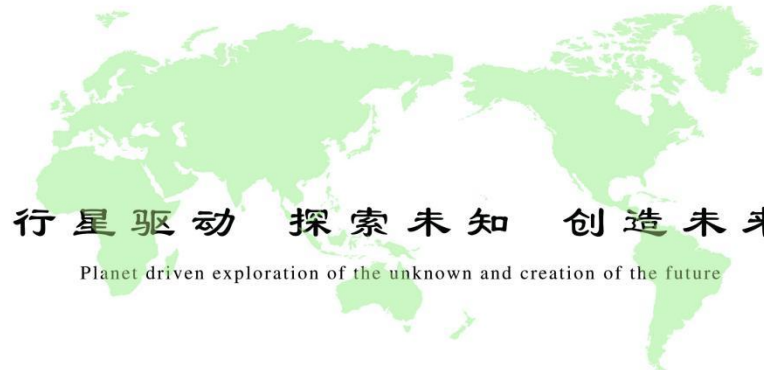 行星驱动 探索未知 创造未来
Planet driven exploration of the unknown and creation of the future